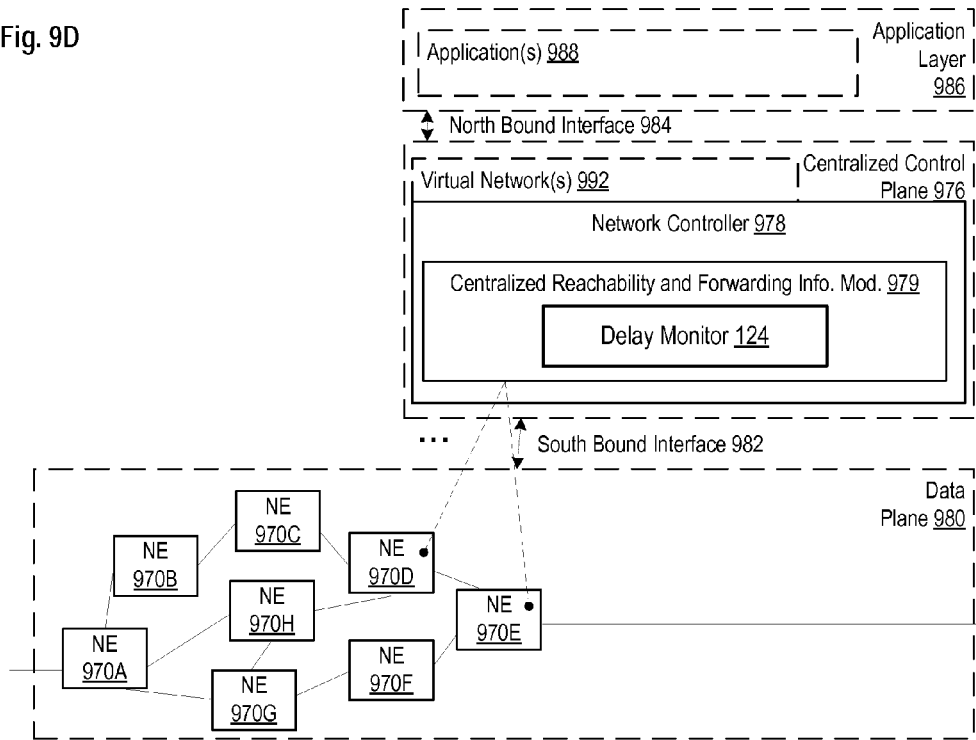 Fig. 9D
Application(s) 988
Application
Layer
986
North Bound Interface 984
Virtual Network(s) 992
Centralized Control
Plane 976
Network Controller 978
Centralized Reachability and Forwarding Info. Mod. 979
Delay Monitor 124
...
South Bound Interface 982
Data
Plane 980
NE
970C
NE
970B
NE
970D
NE
970H
NE
970E
NE
970A
NE
970F
NE
970G